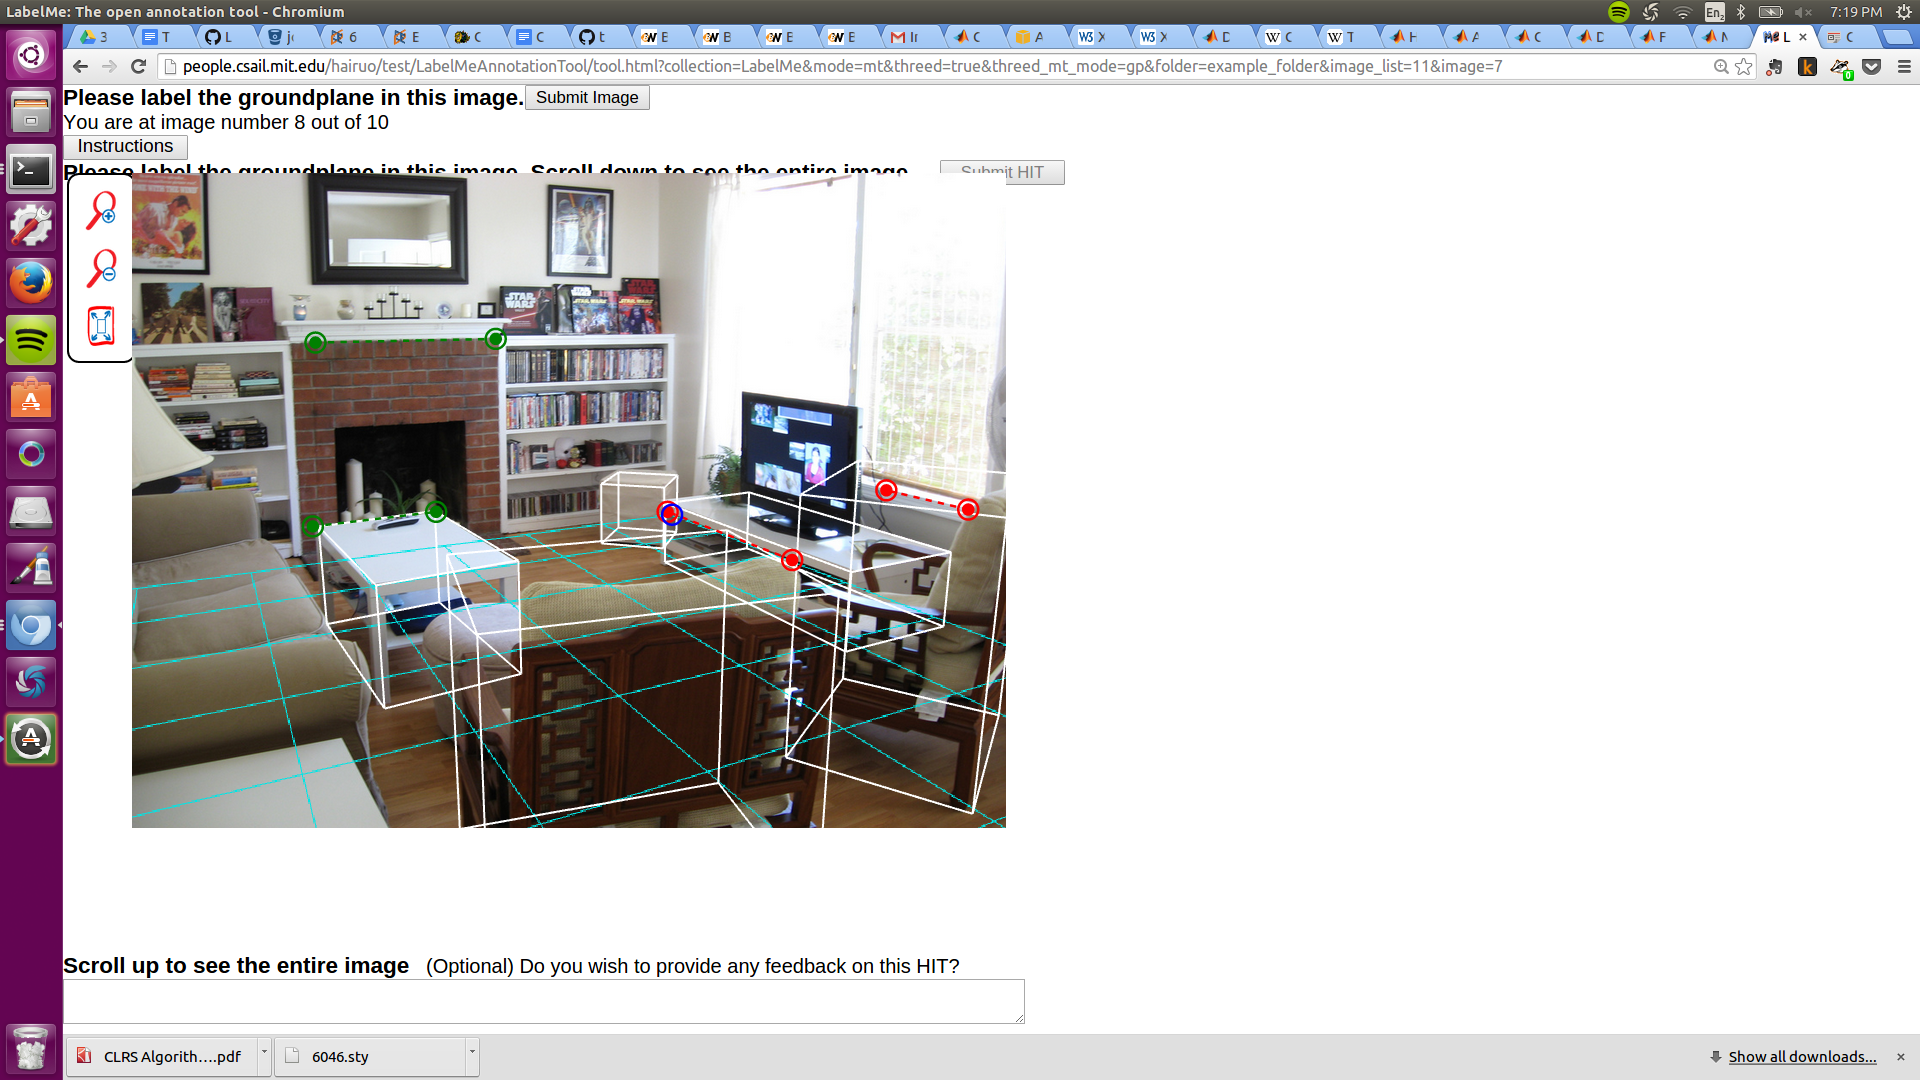 LabelMe: The open annotation tool - Chromium
En₂
7:19 PM
3
T
L
6
E
C
C
t
E
B
E
E
C
A
X
X
D
C
T
H
A
C
D
F
L
C
people.csail.mit.edu/hairuo/test/LabelMeAnnotationTool/tool.html?collection=LabelMe&mode=mt&threed=true&threed_mt_mode=gp&folder=example_folder&image_list=11&image=7
Please label the groundplane in this image.
Submit Image
You are at image number 8 out of 10
Instructions
Please label the groundplane in this image. Scroll down to see the entire image.
Submit HIT
STAR WARS
STAR WARS
Scroll up to see the entire image
(Optional) Do you wish to provide any feedback on this HIT?
CLRS Algorith....pdf
6046.sty
Show all downloads...